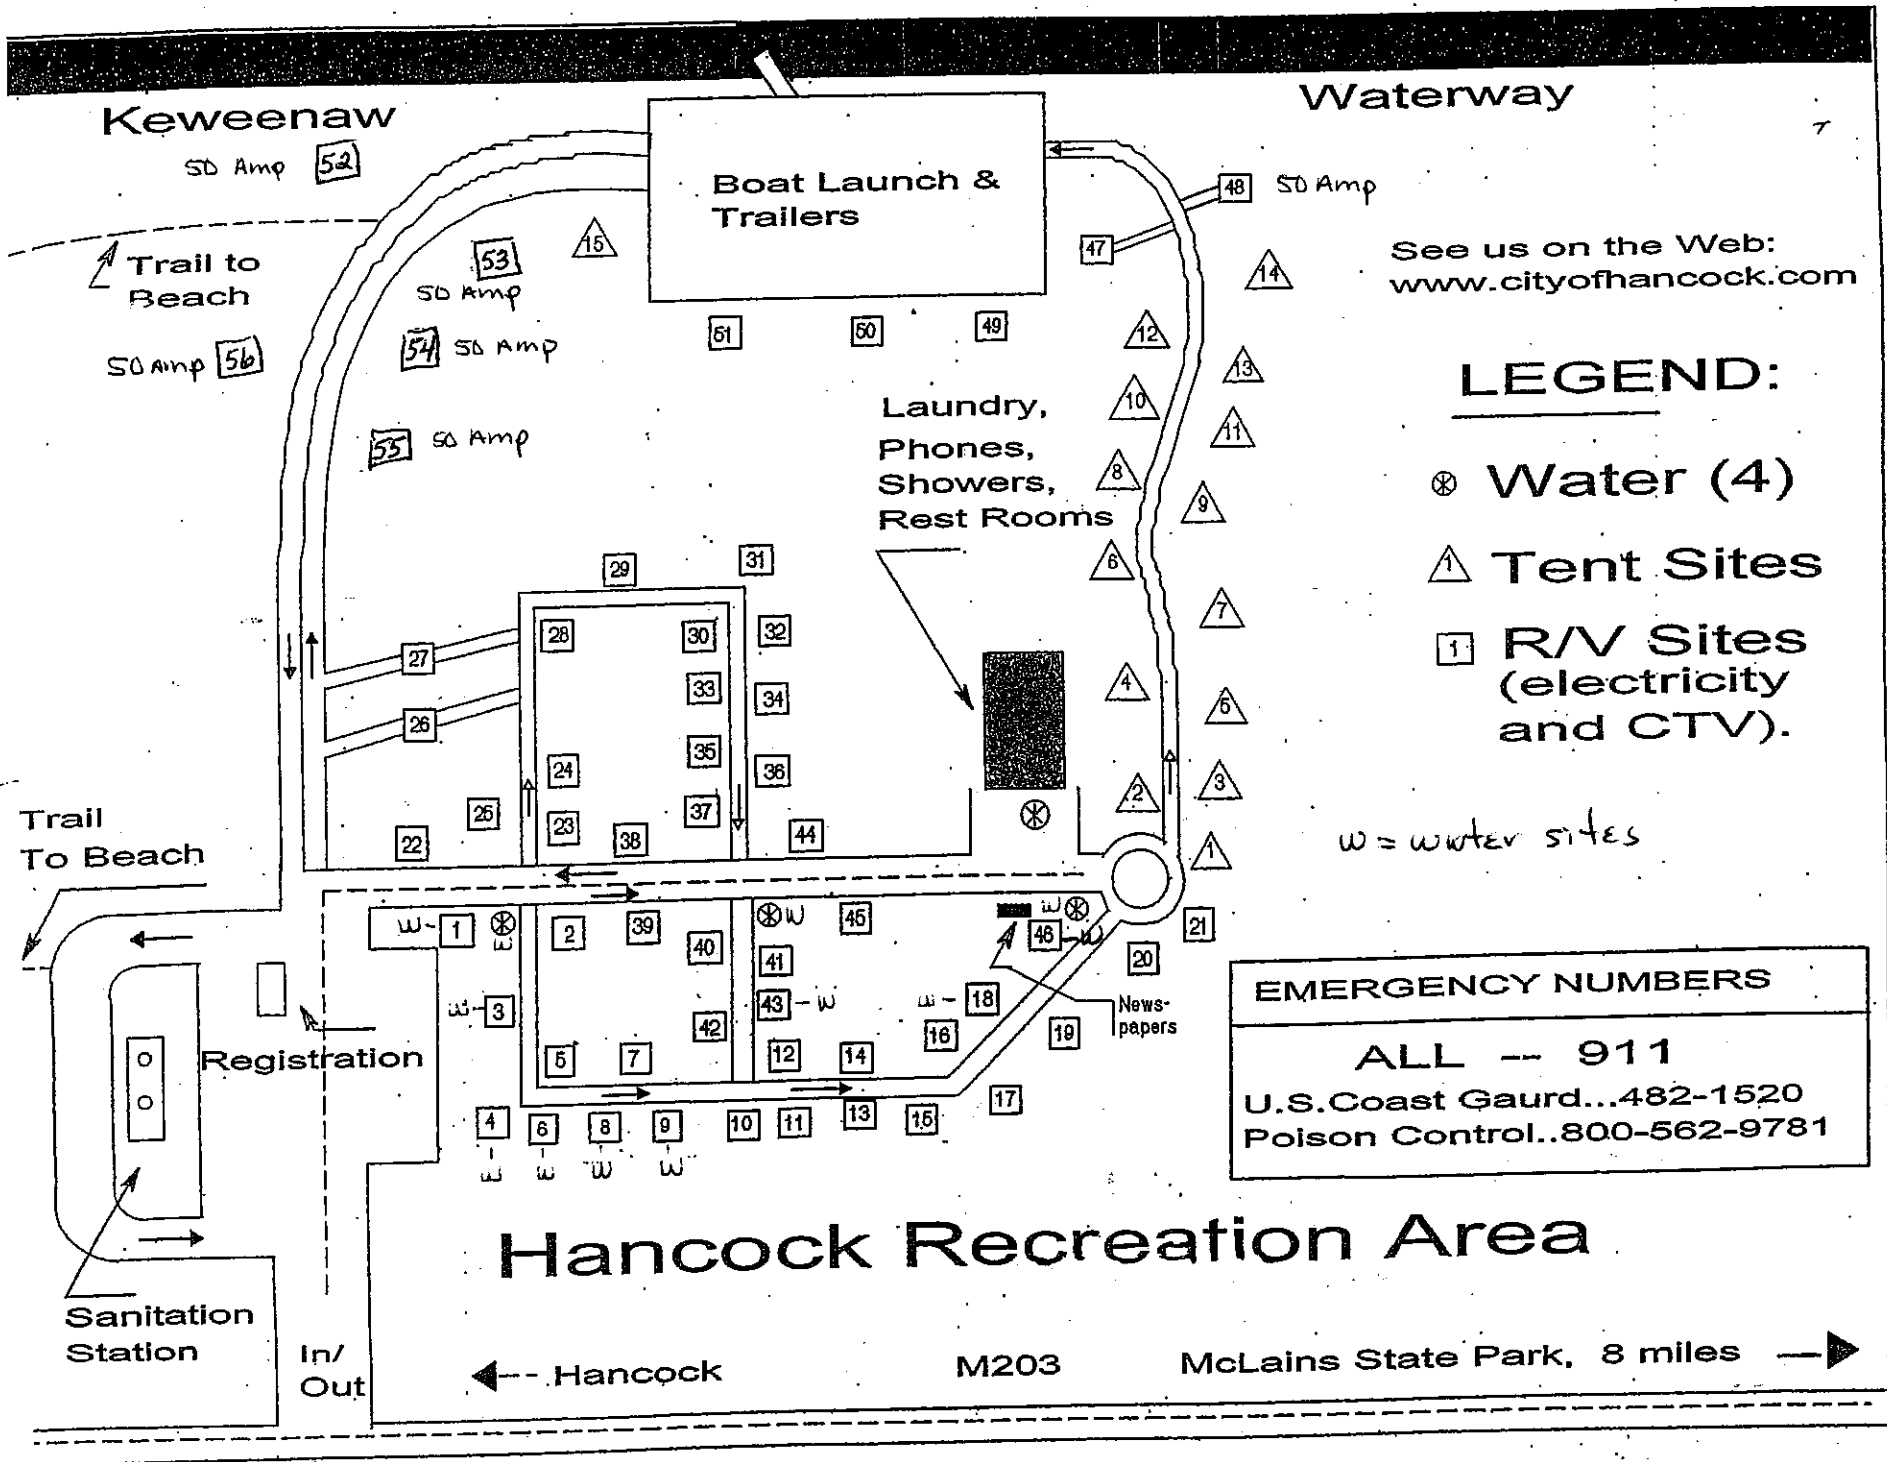 Keweenaw
Waterway
50 Amp 52
Boat Launch &
Trailers
48 50 Amp
47
15
53
50 Amp
Trail to
Beach
14
See us on the Web:
www.cityofhancock.com
51 50 49
12
50 Amp 56
54 50 Amp
13
LEGEND:
10
Laundry,
Phones,
Showers,
Rest Rooms
11
55 50 Amp
8
9
Water (4)
6
1 Tent Sites
29
31
7
28
30
32
27
1 R/V Sites
(electricity
and CTV).
33
34
4
5
26
35
36
24
2
3
25
37
23
38
44
22
1
w = water sites
Trail
To Beach
W- 1
W
2
39
W
45
W
46 -W
21
40
41
20
W- 3
43 - W
W- 18
News-
papers
42
16
19
Registration
5
7
12
14
17
4
6
8
9
10
11
13
15
W
W
W
W
EMERGENCY NUMBERS
ALL -- 911
U.S.Coast Gaurd...482-1520
Poison Control..800-562-9781
Hancock Recreation Area
Sanitation
Station
In/
Out
Hancock
M203
McLains State Park, 8 miles